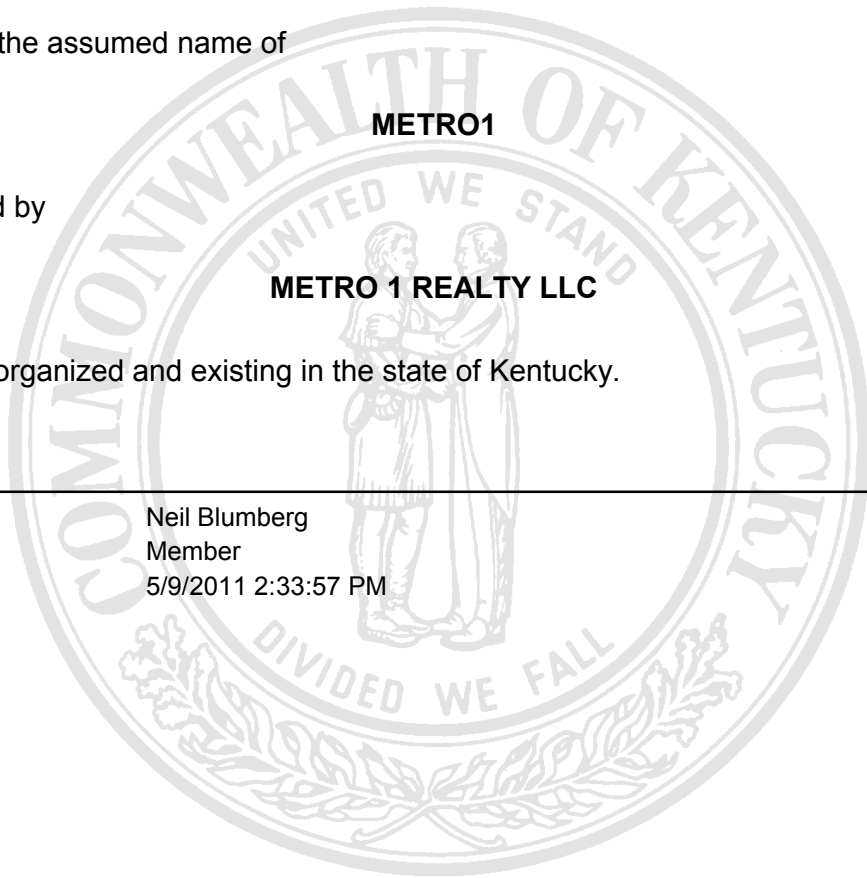 the assumed name of
METRO1
d by
METRO 1 REALTY LLC
organized and existing in the state of Kentucky.
Neil Blumberg
Member
5/9/2011 2:33:57 PM
COMMONWEALTH OF KENTUCKY
UNITED WE STAND
DIVIDED WE FALL